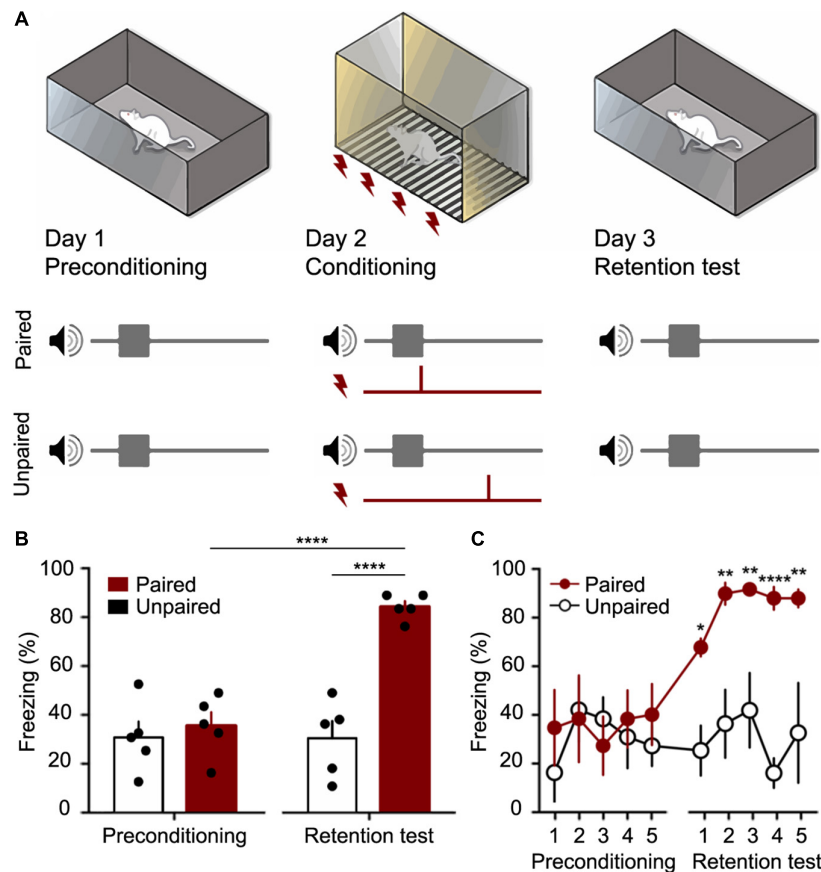 A
Day 1
Preconditioning
Day 2
Conditioning
Day 3
Retention test
Paired
Unpaired
B
****
****
Paired
Unpaired
Freezing (%)
100
80
60
40
20
0
Preconditioning
Retention test
C
Paired
Unpaired
*
**
**
****
**
Freezing (%)
100
80
60
40
20
0
1 2 3 4 5
1 2 3 4 5
Preconditioning
Retention test